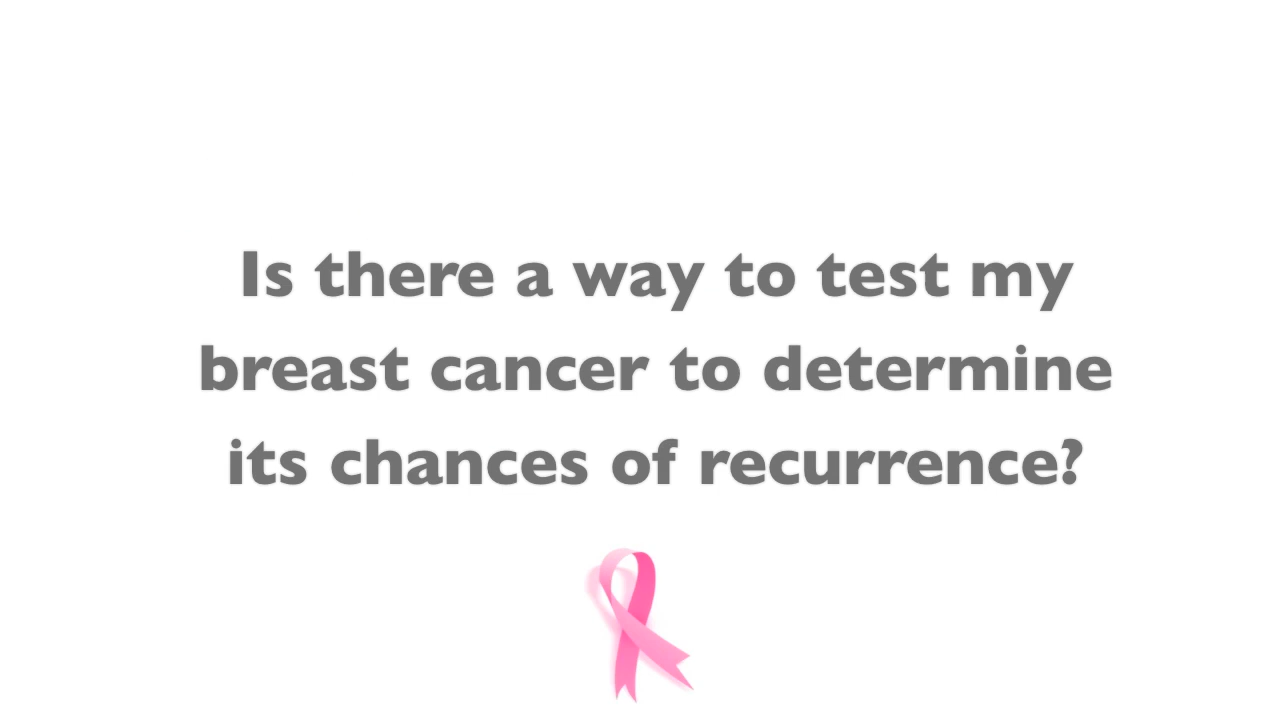 Is there a way to test my
breast cancer to determine
its chances of recurrence?